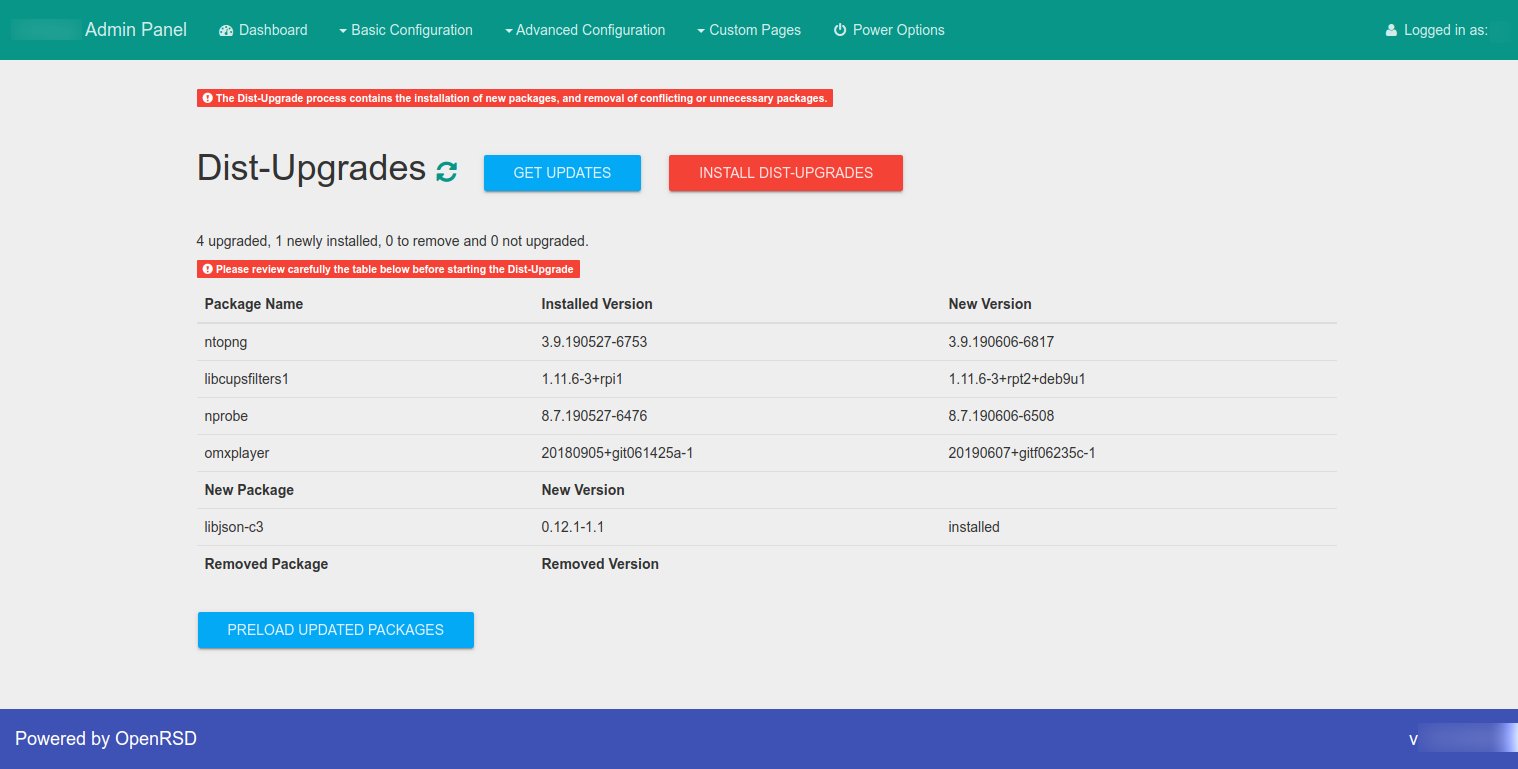 Admin Panel Dashboard Basic Configuration Advanced Configuration Custom Pages Power Options Logged in as:
The Dist-Upgrade process contains the installation of new packages, and removal of conflicting or unnecessary packages.
Dist-Upgrades GET UPDATES INSTALL DIST-UPGRADES
4 upgraded, 1 newly installed, 0 to remove and 0 not upgraded.
Please review carefully the table below before starting the Dist-Upgrade
Package Name Installed Version New Version
ntopng 3.9.190527-6753 3.9.190606-6817
libcupsfilters1 1.11.6-3+rpi1 1.11.6-3+rpt2+deb9u1
nprobe 8.7.190527-6476 8.7.190606-6508
omxplayer 20180905+git061425a-1 20190607+gitf06235c-1
New Package New Version
libjson-c3 0.12.1-1.1 installed
Removed Package Removed Version
PRELOAD UPDATED PACKAGES
Powered by OpenRSD v